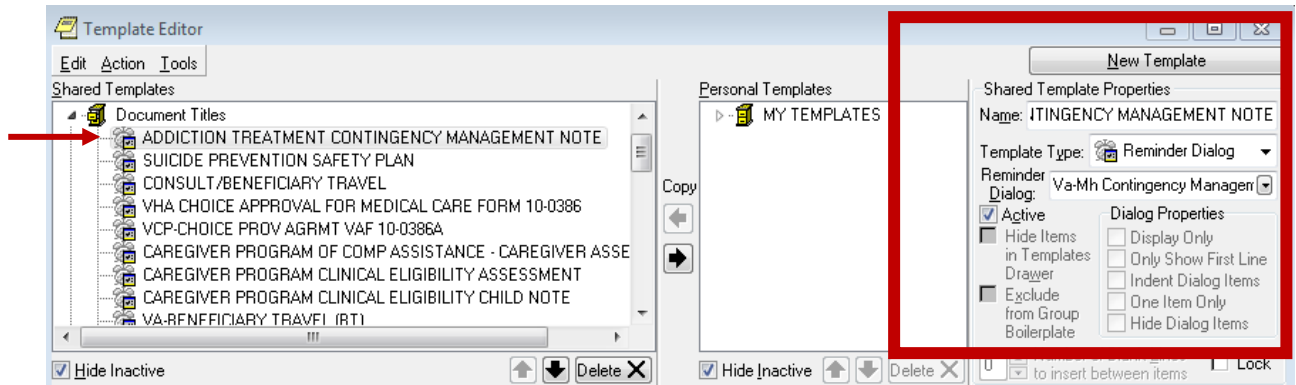 Template Editor
Edit Action Tools
New Template
Shared Templates
Document Titles
ADDICTION TREATMENT CONTINGENCY MANAGEMENT NOTE
SUICIDE PREVENTION SAFETY PLAN
CONSULT/BENEFICIARY TRAVEL
VHA CHOICE APPROVAL FOR MEDICAL CARE FORM 10-0386
VCP-CHOICE PROV AGRMT VAF 10-0386A
CAREGIVER PROGRAM OF COMP ASSISTANCE - CAREGIVER ASSE
CAREGIVER PROGRAM CLINICAL ELIGIBILITY ASSESSMENT
CAREGIVER PROGRAM CLINICAL ELIGIBILITY CHILD NOTE
VA-BENEFICIARY TRAVEL (BT)
Hide Inactive
Delete
Copy
Personal Templates
MY TEMPLATES
Hide Inactive
Delete
Shared Template Properties
Name: ITINGENCY MANAGEMENT NOTE
Template Type: Reminder Dialog
Reminder
Dialog: Va-Mh Contingency Managem
Active
Hide Items
in Templates
Drawer
Exclude
from Group
Boilerplate
Dialog Properties
Display Only
Only Show First Line
Indent Dialog Items
One Item Only
Hide Dialog Items
0
to insert between items
Lock